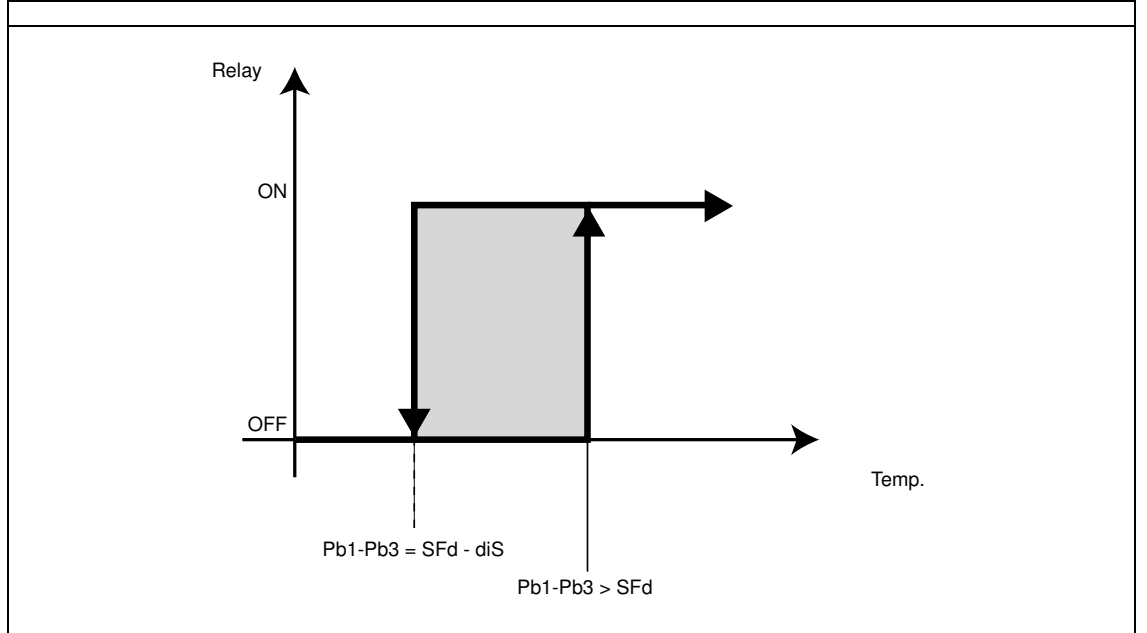 Relay
ON
OFF
Temp.
Pb1-Pb3 = SFd - diS
Pb1-Pb3 > SFd